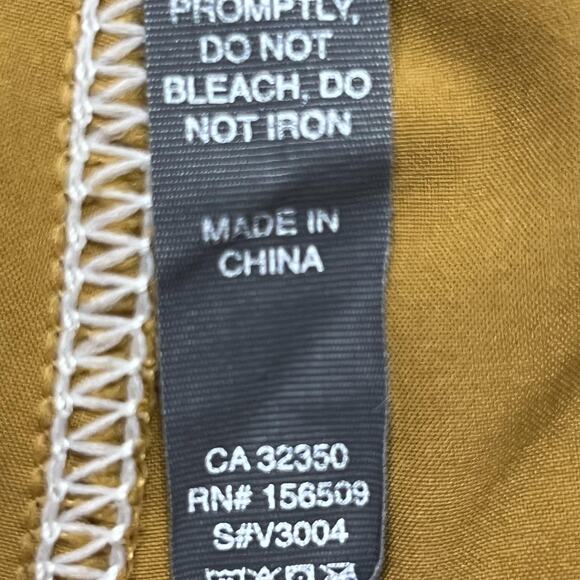 PROMPTLY,
DO NOT
BLEACH, DO
NOT IRON
MADE IN
CHINA
CA 32350
RN# 156509
S#V3004